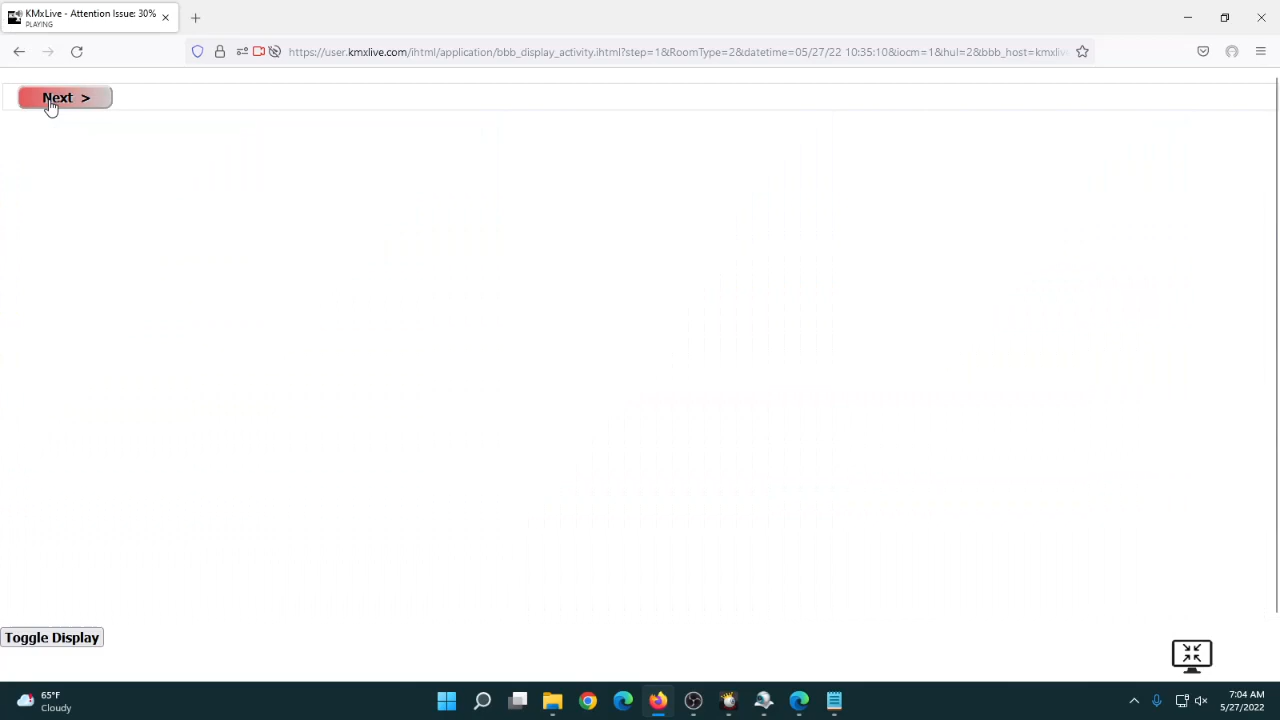 KMxLive - Attention Issue: 30%
PLAYING
https://user.kmxlive.com/ihtml/application/bbb_display_activity.ihtml?step=1&RoomType=2&datetime=05/27/22 10:35:10&iocm=1&hul=2&bbb_host=kmxliv
Next >
Toggle Display
65°F
Cloudy
7:04 AM
5/27/2022